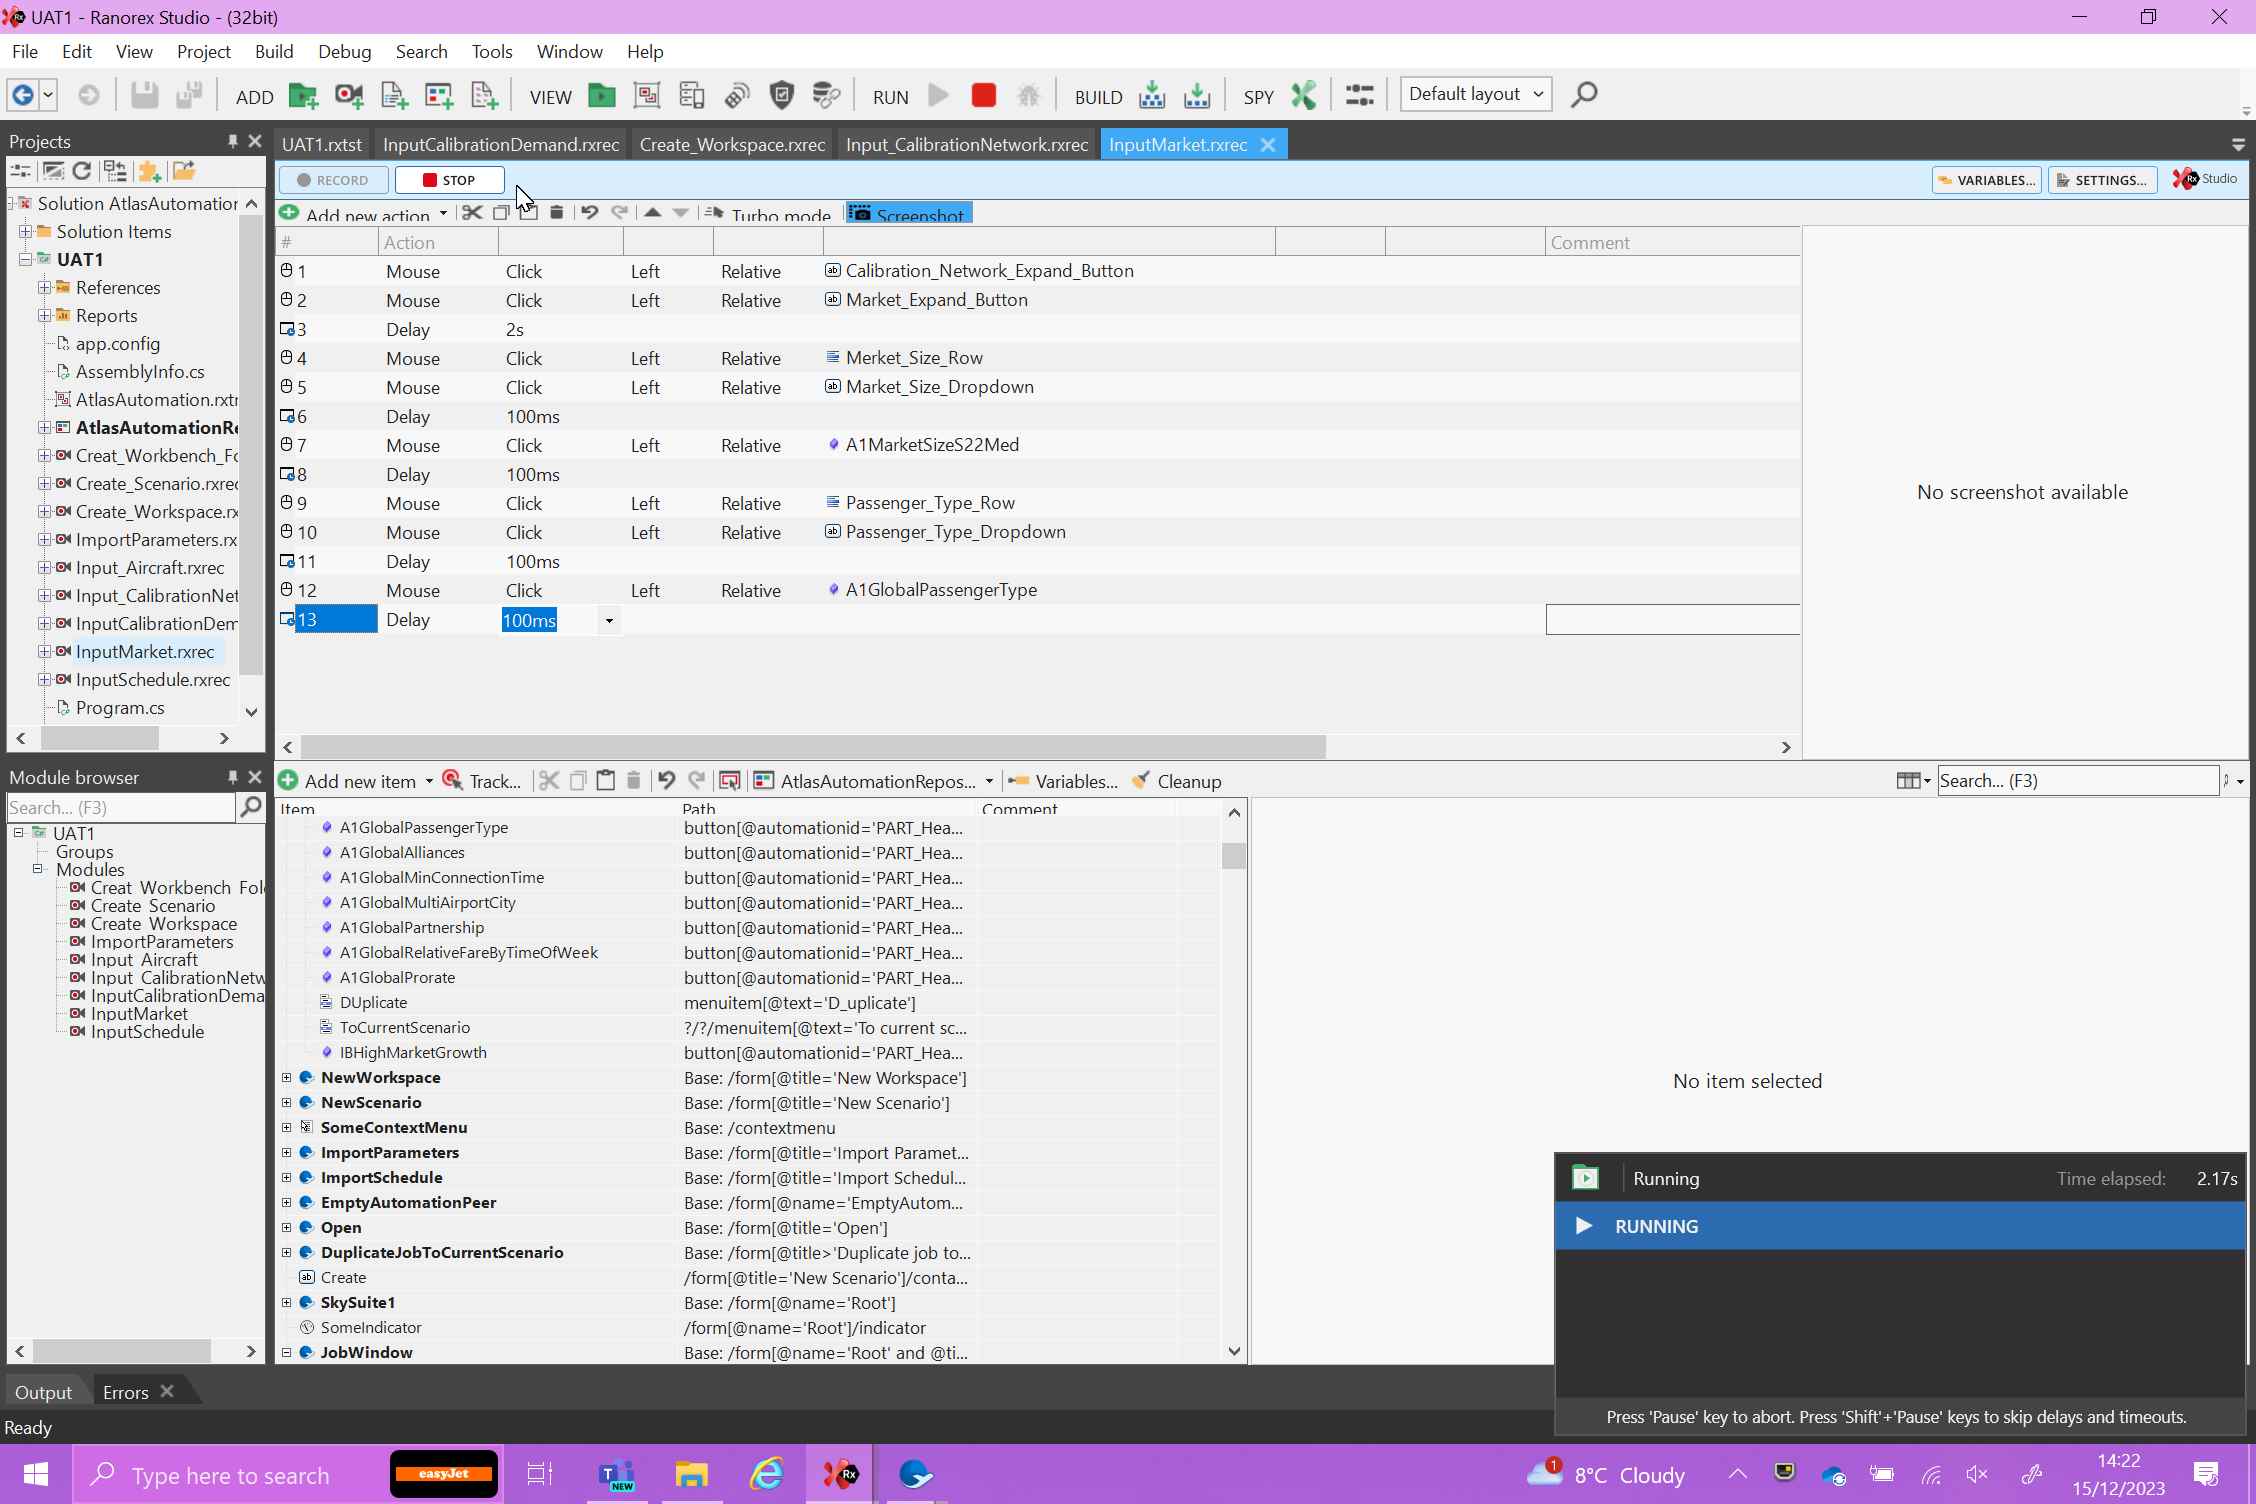 UAT1 - Ranorex Studio - (32bit)
File Edit View Project Build Debug Search Tools Window Help
ADD VIEW RUN BUILD SPY Default layout
Projects
UAT1.rxtst InputCalibrationDemand.rxrec Create_Workspace.rxrec Input_CalibrationNetwork.rxrec InputMarket.rxrec
RECORD STOP VARIABLES... SETTINGS... Rx Studio
Add new action Turbo mode Screenshot
# Action Comment
1 Mouse Click Left Relative Calibration_Network_Expand_Button
2 Mouse Click Left Relative Market_Expand_Button
3 Delay 2s
4 Mouse Click Left Relative Merket_Size_Row
5 Mouse Click Left Relative Market_Size_Dropdown
6 Delay 100ms
7 Mouse Click Left Relative A1MarketSizeS22Med
8 Delay 100ms
9 Mouse Click Left Relative Passenger_Type_Row
10 Mouse Click Left Relative Passenger_Type_Dropdown
11 Delay 100ms
12 Mouse Click Left Relative A1GlobalPassengerType
13 Delay 100ms
No screenshot available
Solution AtlasAutomation
Solution Items
UAT1
References
Reports
app.config
AssemblyInfo.cs
AtlasAutomation.rxtr
AtlasAutomationRe
Creat_Workbench_Fo
Create_Scenario.rxrec
Create_Workspace.rx
ImportParameters.rx
Input_Aircraft.rxrec
Input_CalibrationNet
InputCalibrationDem
InputMarket.rxrec
InputSchedule.rxrec
Program.cs
Module browser
Search... (F3)
UAT1
Groups
Modules
Creat Workbench Fol
Create Scenario
Create Workspace
ImportParameters
Input Aircraft
Input CalibrationNetw
InputCalibrationDema
InputMarket
InputSchedule
Add new item Track... AtlasAutomationRepos... Variables... Cleanup Search... (F3)
Item Path Comment
A1GlobalPassengerType button[@automationid='PART_Hea...
A1GlobalAlliances button[@automationid='PART_Hea...
A1GlobalMinConnectionTime button[@automationid='PART_Hea...
A1GlobalMultiAirportCity button[@automationid='PART_Hea...
A1GlobalPartnership button[@automationid='PART_Hea...
A1GlobalRelativeFareByTimeOfWeek button[@automationid='PART_Hea...
A1GlobalProrate button[@automationid='PART_Hea...
DUplicate menuitem[@text='D_uplicate']
ToCurrentScenario ?/?/menuitem[@text='To current sc...
IBHighMarketGrowth button[@automationid='PART_Hea...
NewWorkspace Base: /form[@title='New Workspace']
NewScenario Base: /form[@title='New Scenario']
SomeContextMenu Base: /contextmenu
ImportParameters Base: /form[@title='Import Paramet...
ImportSchedule Base: /form[@title='Import Schedul...
EmptyAutomationPeer Base: /form[@name='EmptyAutom...
Open Base: /form[@title='Open']
DuplicateJobToCurrentScenario Base: /form[@title>'Duplicate job to...
Create /form[@title='New Scenario']/conta...
SkySuite1 Base: /form[@name='Root']
SomeIndicator /form[@name='Root']/indicator
JobWindow Base: /form[@name='Root' and @ti...
No item selected
Running Time elapsed: 2.17s
RUNNING
Press 'Pause' key to abort. Press 'Shift'+'Pause' keys to skip delays and timeouts.
Output Errors
Ready
Type here to search easyJet NEW Rx 1 8°C Cloudy 14:22
15/12/2023